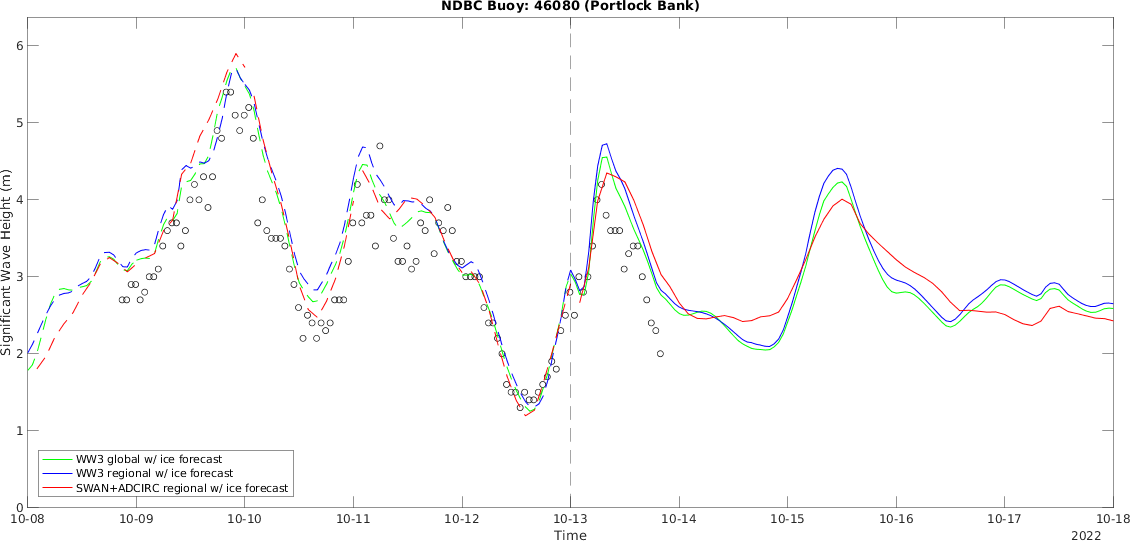 NDBC Buoy: 46080 (Portlock Bank)
Significant Wave Height (m)
6
5
4
3
2
1
0
WW3 global w/ ice forecast
WW3 regional w/ ice forecast
SWAN+ADCIRC regional w/ ice forecast
10-08 10-09 10-10 10-11 10-12 10-13 10-14 10-15 10-16 10-17 10-18
Time
2022